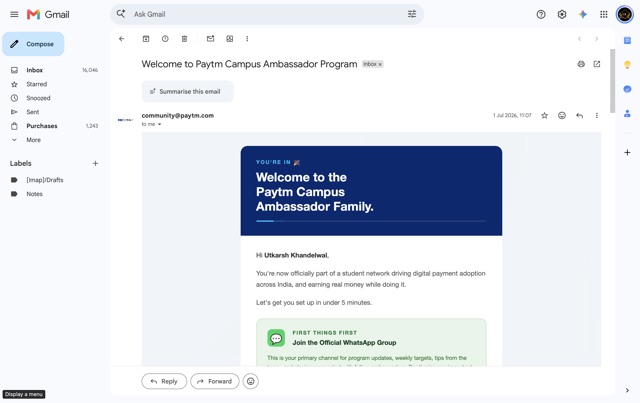 Gmail
Ask Gmail
Compose
Inbox 16,046
Starred
Snoozed
Sent
Purchases 1,243
More
Labels
[Imap]/Drafts
Notes
Display a menu
Welcome to Paytm Campus Ambassador Program Inbox x
Summarise this email
community@paytm.com 1 Jul 2026, 11:07
to me
YOU'RE IN 🎉
Welcome to the
Paytm Campus
Ambassador Family.
Hi Utkarsh Khandelwal,
You're now officially part of a student network driving digital payment adoption
across India, and earning real money while doing it.
Let's get you set up in under 5 minutes.
FIRST THINGS FIRST
Join the Official WhatsApp Group
This is your primary channel for program updates, weekly targets, tips from the
Reply
Forward